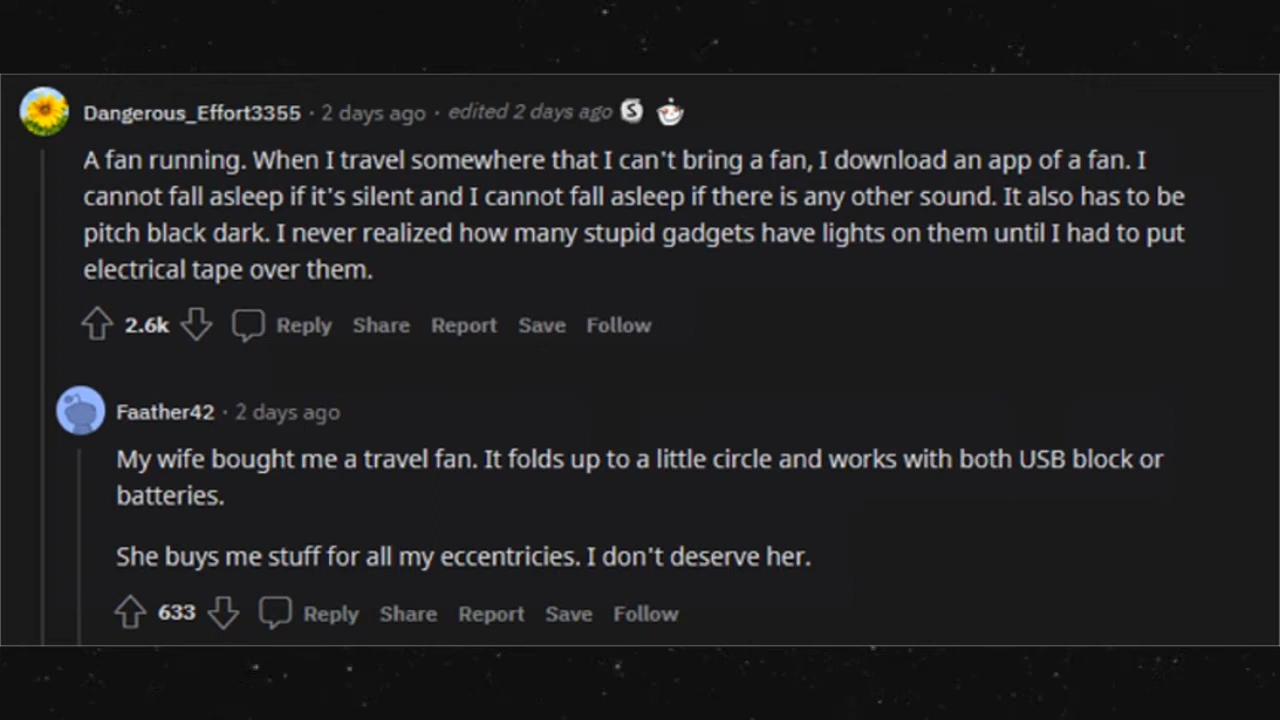 Dangerous_Effort3355 · 2 days ago · edited 2 days ago
A fan running. When I travel somewhere that I can't bring a fan, I download an app of a fan. I
cannot fall asleep if it's silent and I cannot fall asleep if there is any other sound. It also has to be
pitch black dark. I never realized how many stupid gadgets have lights on them until I had to put
electrical tape over them.
2.6k Reply Share Report Save Follow
Faather42 · 2 days ago
My wife bought me a travel fan. It folds up to a little circle and works with both USB block or
batteries.
She buys me stuff for all my eccentricies. I don't deserve her.
633 Reply Share Report Save Follow